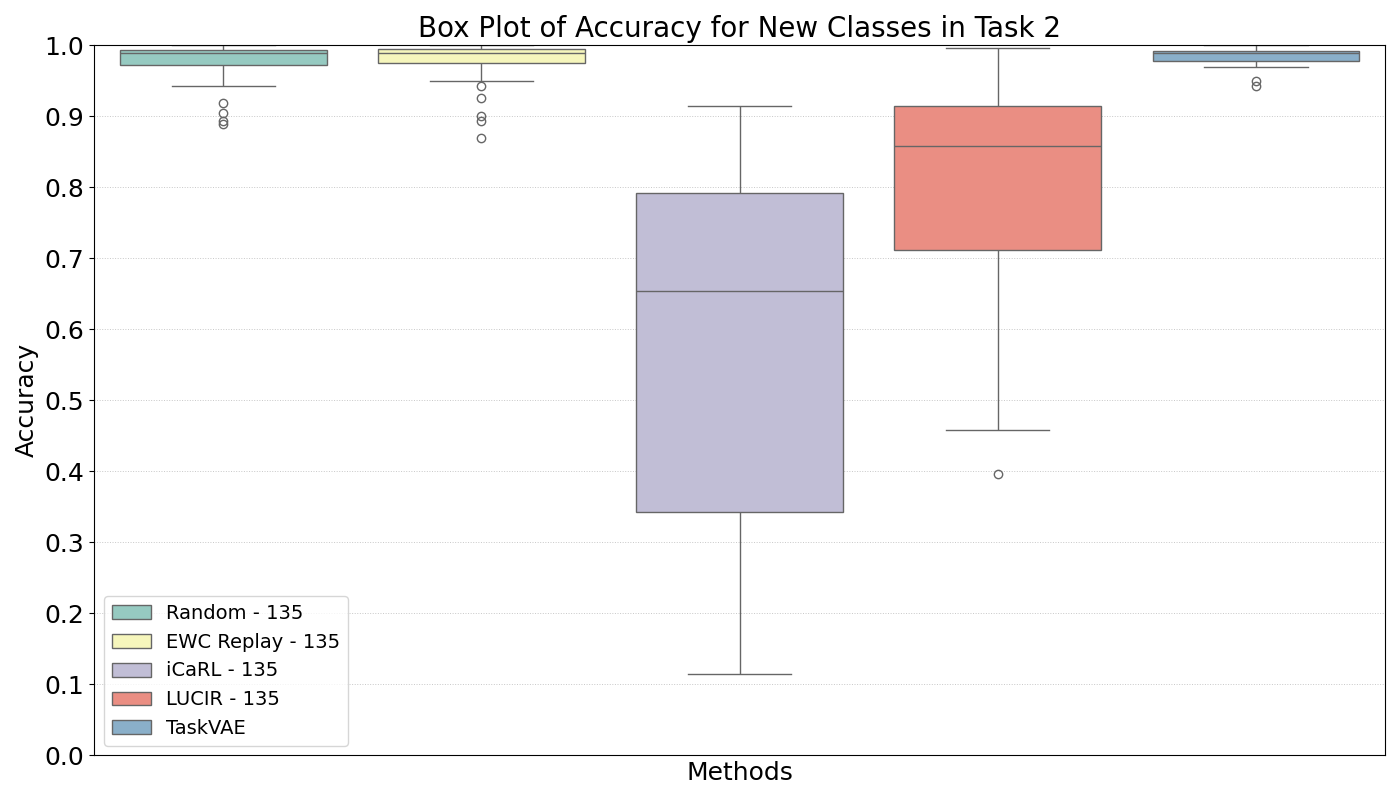 Box Plot of Accuracy for New Classes in Task 2
Accuracy
1.0
0.9
0.8
0.7
0.6
0.5
0.4
0.3
0.2
0.1
0.0
Random - 135
EWC Replay - 135
iCaRL - 135
LUCIR - 135
TaskVAE
Methods